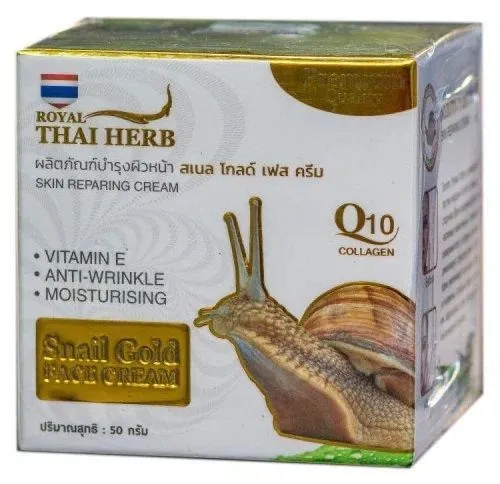 Premium
Quality
ROYAL
THAI HERB
ผลิตภัณฑ์บำรุงผิวหน้า สเนล โกลด์ เฟส ครีม
SKIN REPARING CREAM
Q10
COLLAGEN
• VITAMIN E
• ANTI-WRINKLE
• MOISTURISING
Snail Gold
FACE CREAM
ปริมาณสุทธิ : 50 กรัม